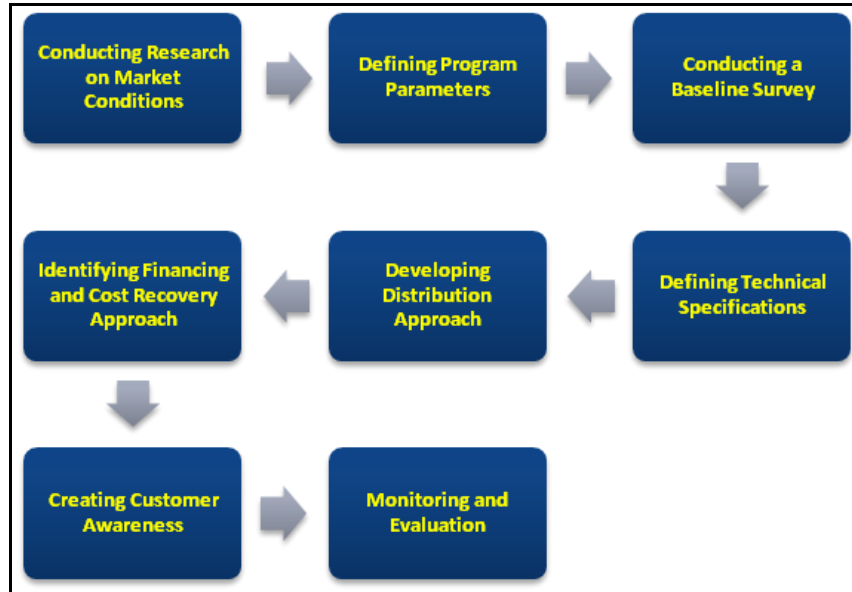 Conducting Research
on Market
Conditions
Defining Program
Parameters
Conducting a
Baseline Survey
Defining Technical
Specifications
Developing
Distribution
Approach
Identifying Financing
and Cost Recovery
Approach
Creating Customer
Awareness
Monitoring and
Evaluation